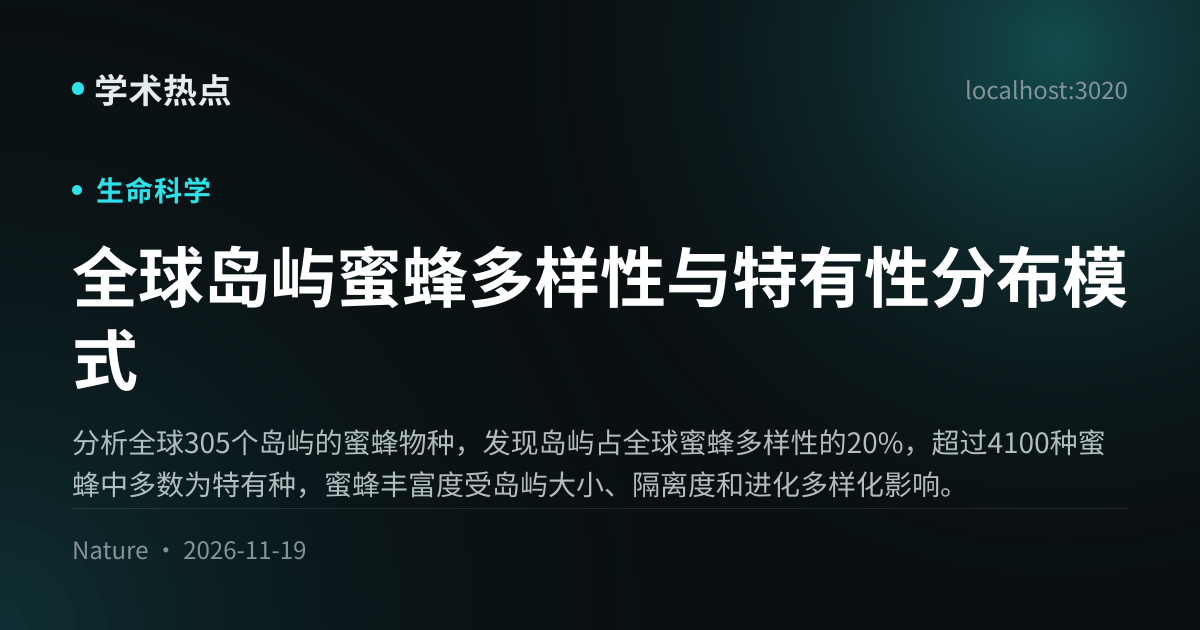 学术热点
localhost:3020
生命科学
全球岛屿蜜蜂多样性与特有性分布模
式
分析全球305个岛屿的蜜蜂物种，发现岛屿占全球蜜蜂多样性的20%，超过4100种蜜
蜂中多数为特有种，蜜蜂丰富度受岛屿大小、隔离度和进化多样化影响。
Nature • 2026-11-19